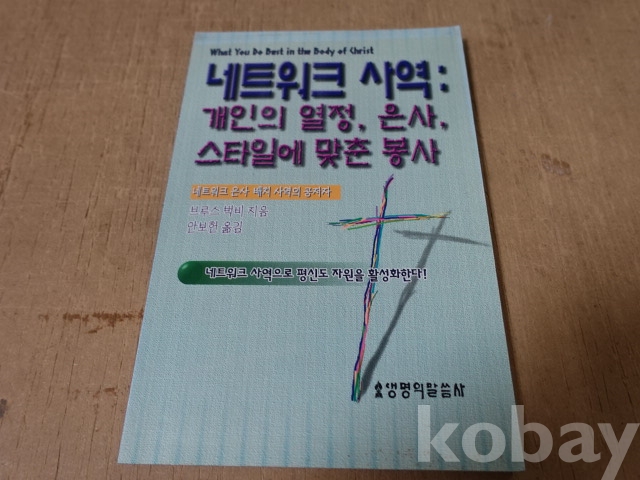 What You Do Best in the Body of Christ
네트워크 사역:
개인의 열정, 은사,
스타일에 맞춘 봉사
네트워크 은사 배치 사역의 공저자
브루스 벅비 지음
안보헌 옮김
네트워크 사역으로 평신도 자원을 활성화한다!
생명의말씀사
kobay